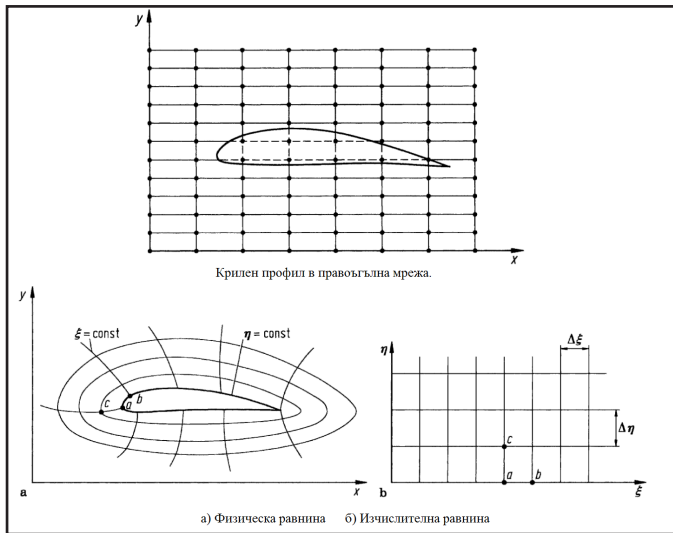 y
x
Крилен профил в правоъгълна мрежа.
y
ξ = const
η = const
c
a
b
a
x
η
Δξ
Δη
c
a
b
b
ξ
а) Физическа равнина б) Изчислителна равнина